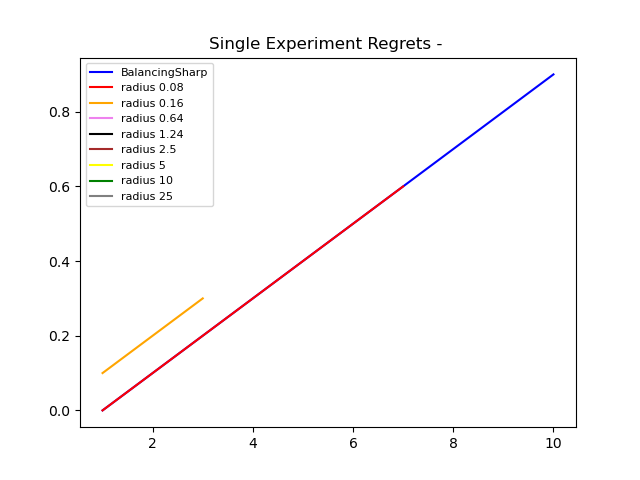 Single Experiment Regrets -
BalancingSharp
radius 0.08
radius 0.16
radius 0.64
radius 1.24
radius 2.5
radius 5
radius 10
radius 25
0.8
0.6
0.4
0.2
0.0
2 4 6 8 10